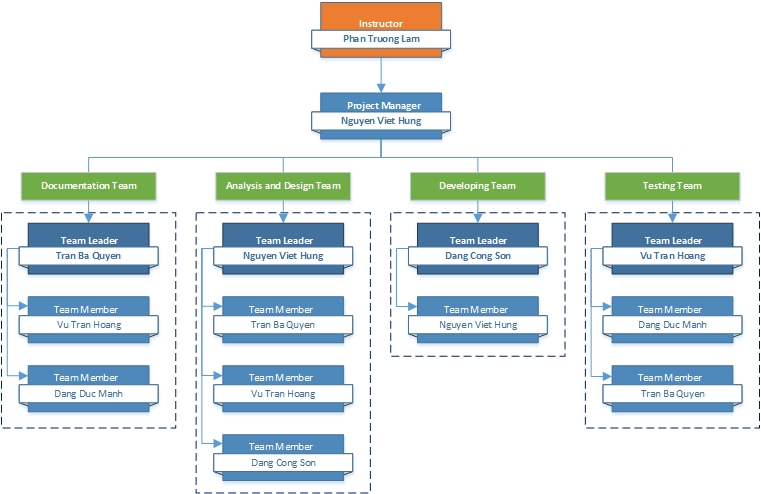 Instructor
Phan Truong Lam
Project Manager
Nguyen Viet Hung
Documentation Team
Analysis and Design Team
Developing Team
Testing Team
Team Leader
Tran Ba Quyen
Team Member
Vu Tran Hoang
Team Member
Dang Duc Manh
Team Leader
Nguyen Viet Hung
Team Member
Tran Ba Quyen
Team Member
Vu Tran Hoang
Team Member
Dang Cong Son
Team Leader
Dang Cong Son
Team Member
Nguyen Viet Hung
Team Leader
Vu Tran Hoang
Team Member
Dang Duc Manh
Team Member
Tran Ba Quyen